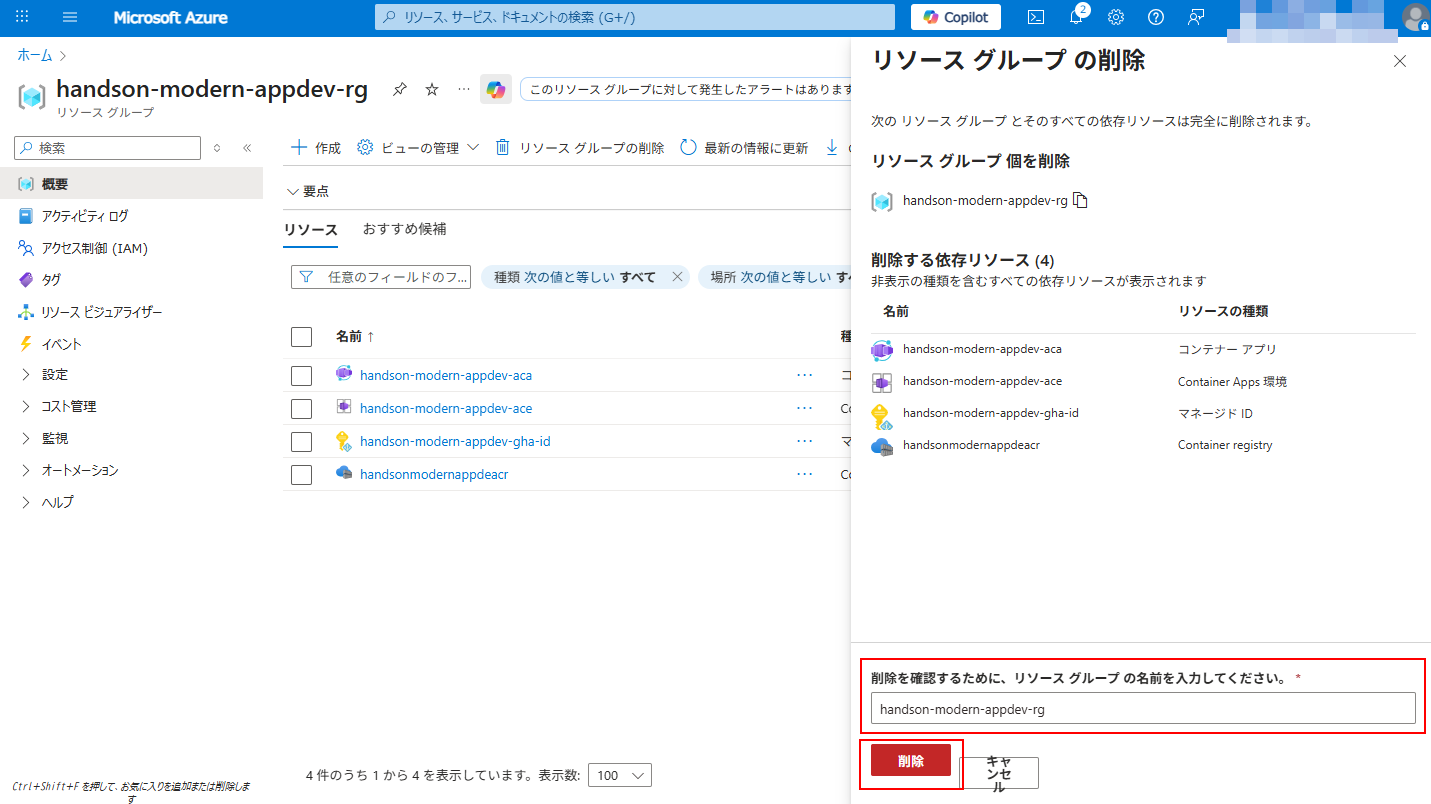 Microsoft Azure
リソース、サービス、ドキュメントの検索 (G+/)
Copilot
2
ホーム
handson-modern-appdev-rg
リソース グループ
このリソース グループに対して発生したアラートはあります
検索
概要
アクティビティ ログ
アクセス制御 (IAM)
タグ
リソース ビジュアライザー
イベント
設定
コスト管理
監視
オートメーション
ヘルプ
Ctrl+Shift+F を押して、お気に入りを追加または削除しま
す
作成
ビューの管理
リソース グループの削除
最新の情報に更新
要点
リソース
おすすめ候補
任意のフィールドのフ...
種類 次の値と等しい すべて
場所 次の値と等しい すべ
名前 ↑
種
handson-modern-appdev-aca
コ
handson-modern-appdev-ace
Co
handson-modern-appdev-gha-id
マ
handsonmodernappdeacr
Co
4 件のうち 1 から 4 を表示しています。表示数: 100
リソース グループ の削除
次の リソース グループ とそのすべての依存リソースは完全に削除されます。
リソース グループ 個を削除
handson-modern-appdev-rg
削除する依存リソース (4)
非表示の種類を含むすべての依存リソースが表示されます
名前 リソースの種類
handson-modern-appdev-aca コンテナー アプリ
handson-modern-appdev-ace Container Apps 環境
handson-modern-appdev-gha-id マネージド ID
handsonmodernappdeacr Container registry
削除を確認するために、リソース グループ の名前を入力してください。 *
handson-modern-appdev-rg
削除
キャ
ンセ
ル